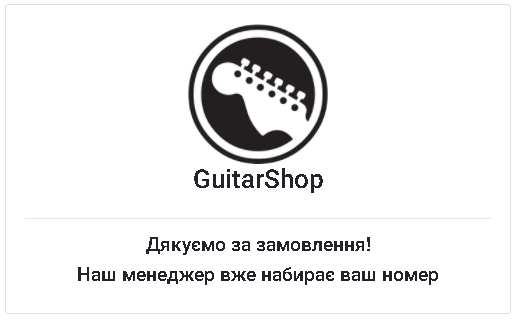 GuitarShop
Дякуємо за замовлення!
Наш менеджер вже набирає ваш номер